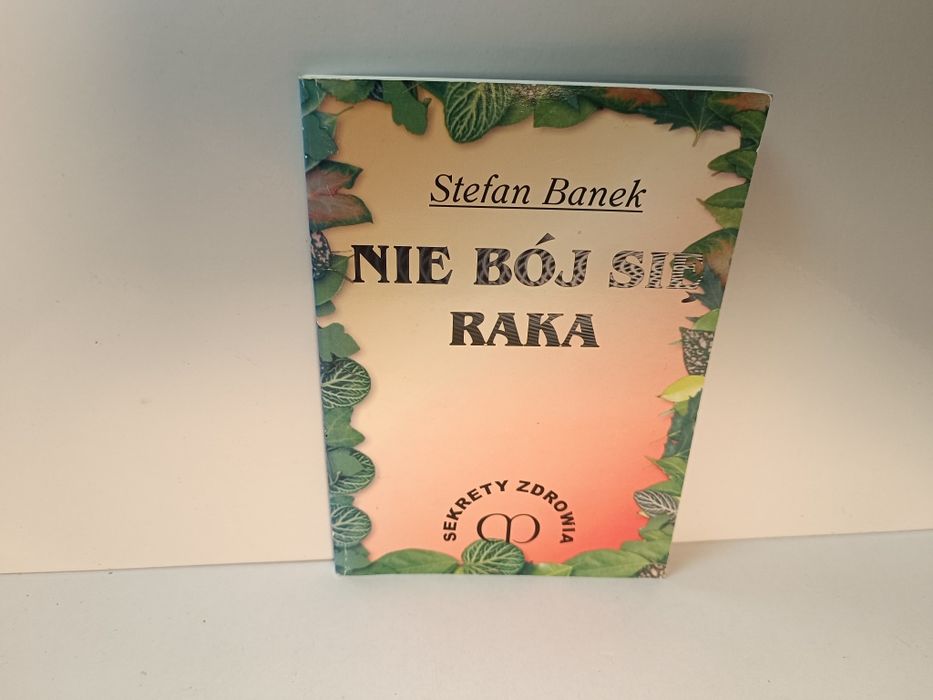 Stefan Banek
NIE BÓJ SIĘ
RAKA
SEKRETY ZDROWIA